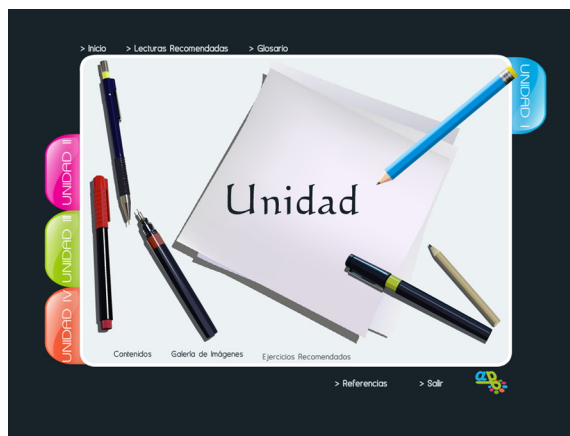 > Inicio > Lecturas Recomendadas > Glosario
UNIDAD I
UNIDAD II
UNIDAD III
UNIDAD IV
Unidad
Contenidos Galería de Imágenes Ejercicios Recomendados
> Referencias > Salir